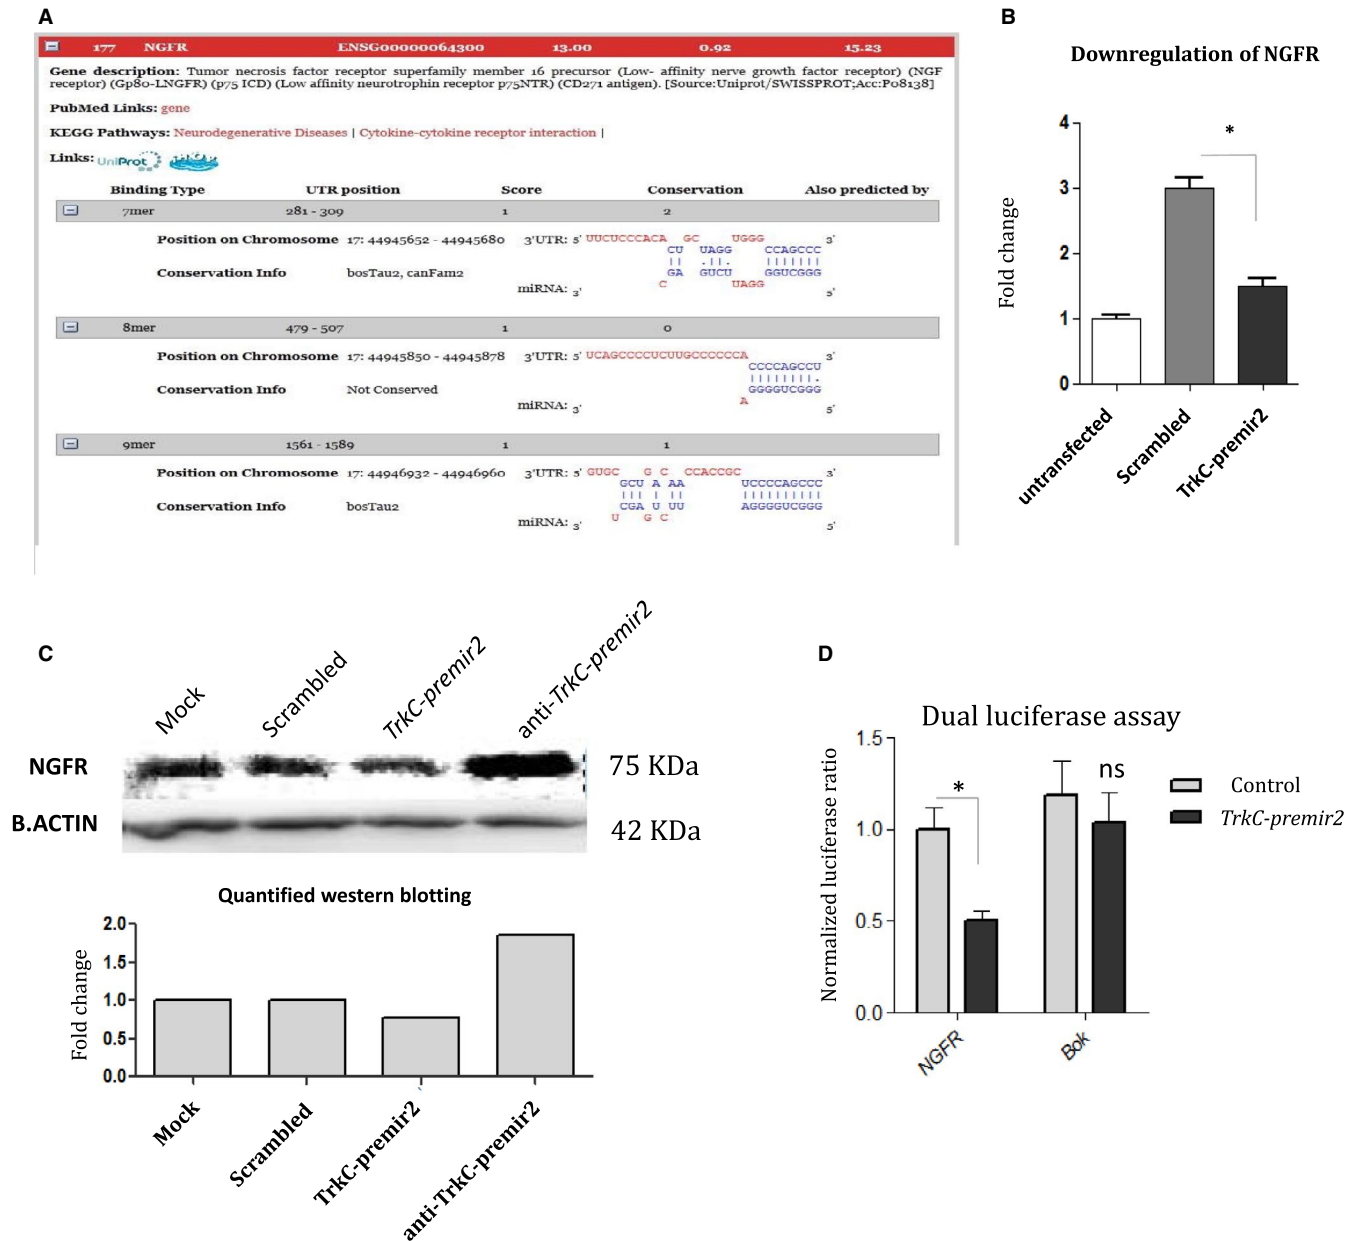 A
177 NGFR ENSG00000064300 13.00 0.92 15.23
Gene description: Tumor necrosis factor receptor superfamily member 16 precursor (Low- affinity nerve growth factor receptor) (NGF
receptor) (Gp80-LNGFR) (p75 ICD) (Low affinity neurotrophin receptor p75NTR) (CD271 antigen). [Source:Uniprot/SWISSPROT;Acc:P08138]
PubMed Links: gene
KEGG Pathways: Neurodegenerative Diseases | Cytokine-cytokine receptor interaction |
Links: UniProt
Binding Type UTR position Score Conservation Also predicted by
7mer 281 - 309 1 2
Position on Chromosome 17: 44945652 - 44945680 3'UTR: 5' UUCUCCCACA GC UGGG 3'
CU UAGG CCAGCCC
Conservation Info bosTau2, canFam2 GA GUCU GGUCGGG
miRNA: 3' C UAGG 5'
8mer 479 - 507 1 0
Position on Chromosome 17: 44945850 - 44945878 3'UTR: 5' UCAGCCCCUCUUGCCCCCCA 3'
CCCCAGCCU
Conservation Info Not Conserved GGGGUCGGG
miRNA: 3' A 5'
9mer 1561 - 1589 1 1
Position on Chromosome 17: 44946932 - 44946960 3'UTR: 5' GUGC G C CCACCGC 3'
GCU A AA UCCCCAGCCC
Conservation Info bosTau2 CGA U UU AGGGGUCGGG
miRNA: 3' U G C 5'
B
Downregulation of NGFR
Fold change
4
3
2
1
0
*
untransfected
Scrambled
TrkC-premir2
C
Mock
Scrambled
TrkC-premir2
anti-TrkC-premir2
NGFR 75 KDa
B.ACTIN 42 KDa
Quantified western blotting
Fold change
2.0
1.5
1.0
0.5
0.0
Mock
Scrambled
TrkC-premir2
anti-TrkC-premir2
D
Dual luciferase assay
Normalized luciferase ratio
1.5
1.0
0.5
0.0
*
ns
Control
TrkC-premir2
NGFR
Bok